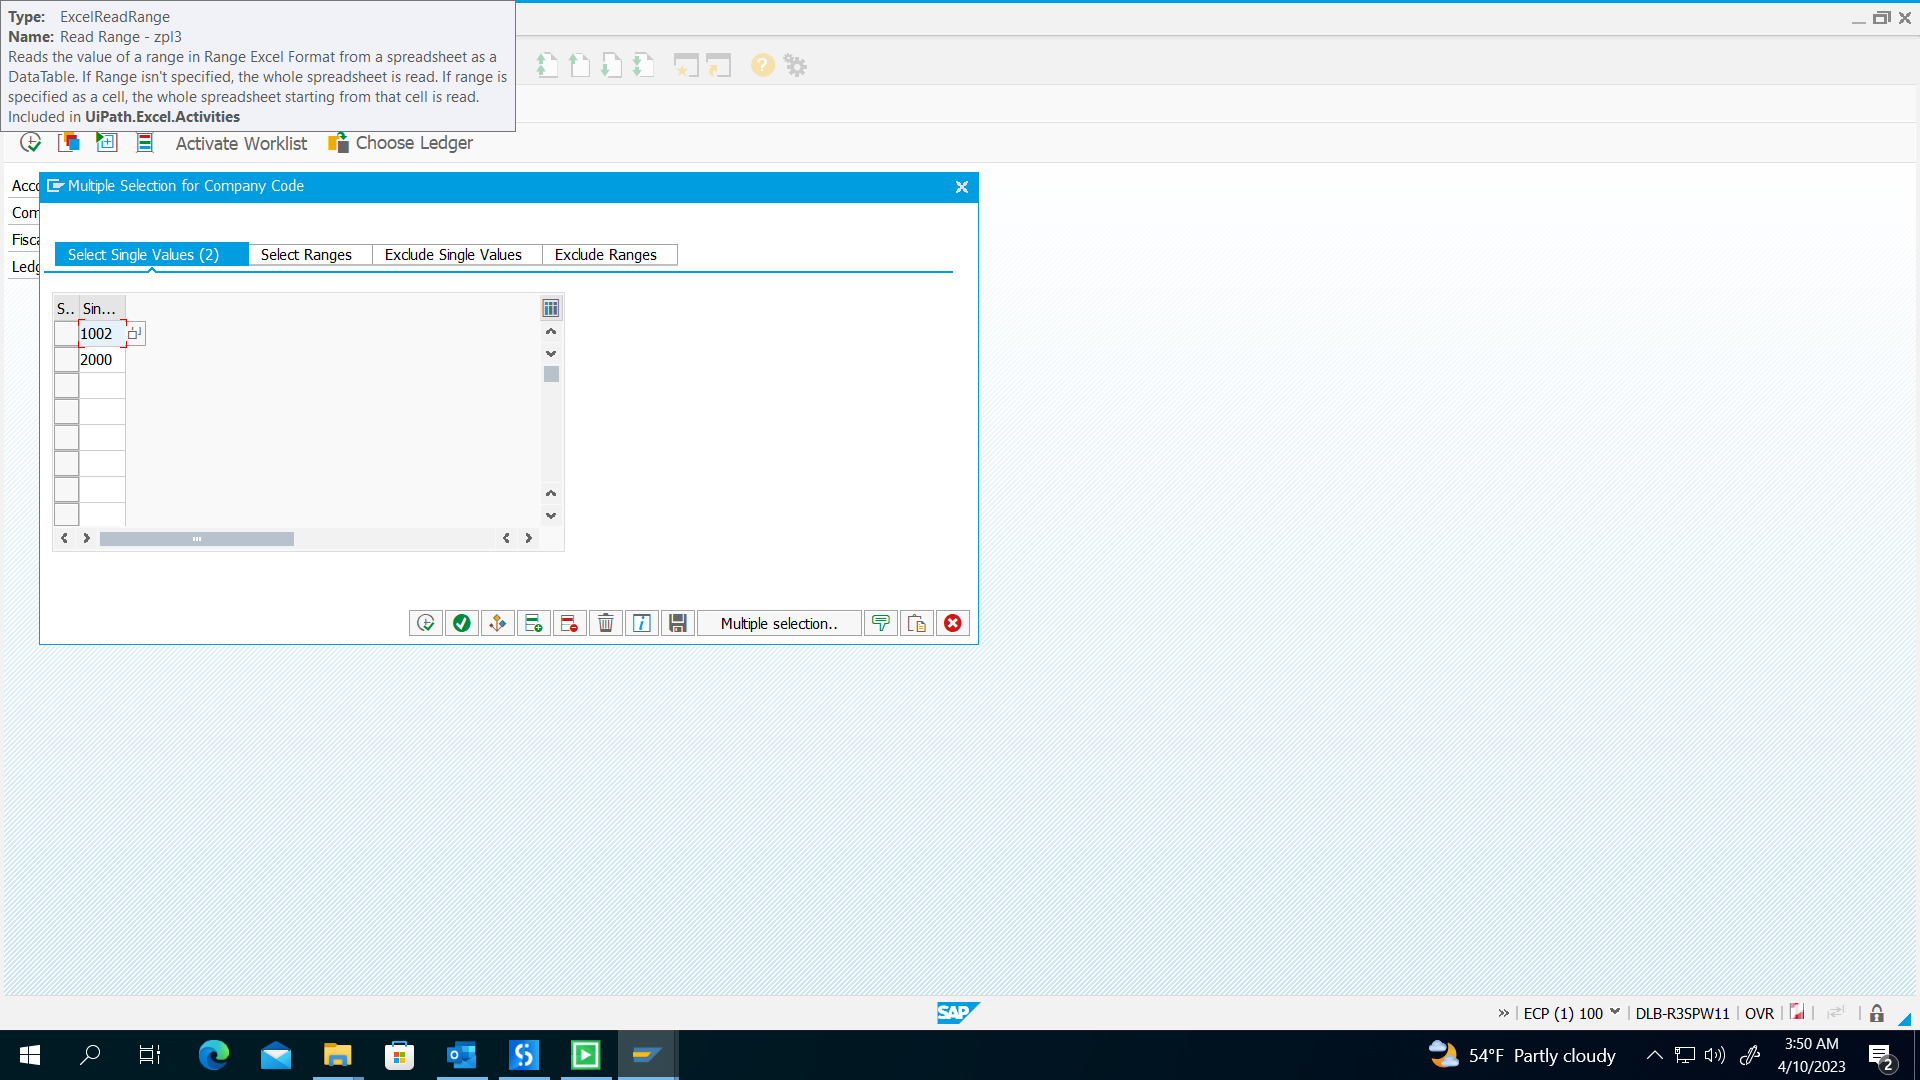 Type: ExcelReadRange
Name: Read Range - zpl3
Reads the value of a range in Range Excel Format from a spreadsheet as a
DataTable. If Range isn't specified, the whole spreadsheet is read. If range is
specified as a cell, the whole spreadsheet starting from that cell is read.
Included in UiPath.Excel.Activities
Activate Worklist
Choose Ledger
Acco
Com
Fisca
Ledg
Multiple Selection for Company Code
Select Single Values (2)
Select Ranges
Exclude Single Values
Exclude Ranges
S..
Sin...
1002
2000
Multiple selection..
SAP
ECP (1) 100
DLB-R3SPW11
OVR
54°F Partly cloudy
3:50 AM
4/10/2023
2